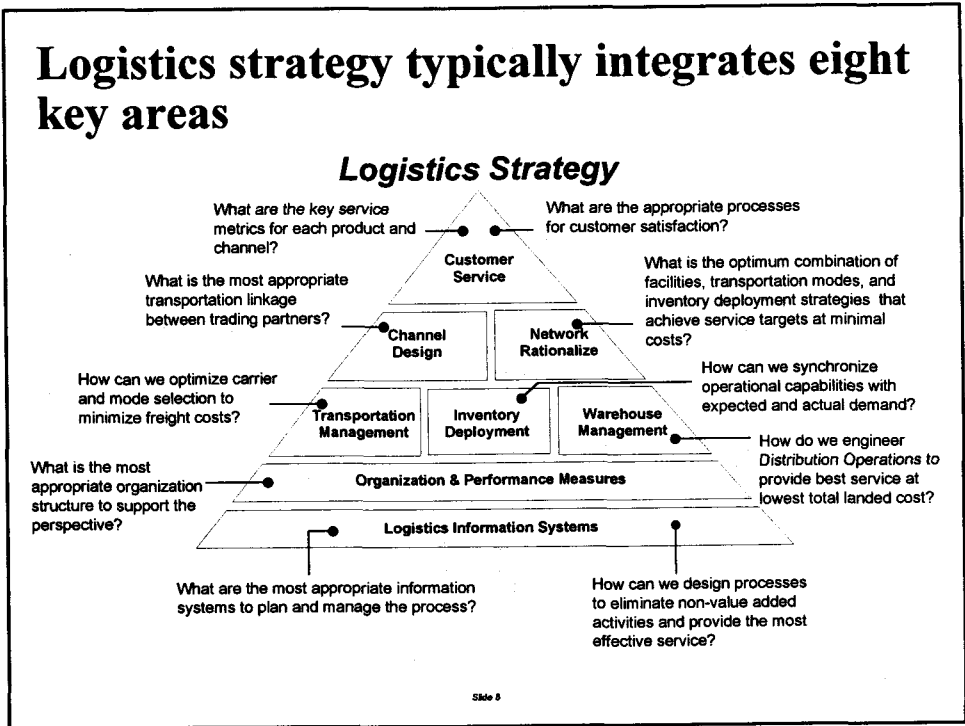 Logistics strategy typically integrates eight
key areas
Logistics Strategy
What are the key service
metrics for each product and
channel?
What are the appropriate processes
for customer satisfaction?
Customer
Service
What is the most appropriate
transportation linkage
between trading partners?
What is the optimum combination of
facilities, transportation modes, and
inventory deployment strategies that
achieve service targets at minimal
costs?
Channel
Design
Network
Rationalize
How can we optimize carrier
and mode selection to
minimize freight costs?
How can we synchronize
operational capabilities with
expected and actual demand?
Transportation
Management
Inventory
Deployment
Warehouse
Management
What is the most
appropriate organization
structure to support the
perspective?
How do we engineer
Distribution Operations to
provide best service at
lowest total landed cost?
Organization & Performance Measures
Logistics Information Systems
What are the most appropriate information
systems to plan and manage the process?
How can we design processes
to eliminate non-value added
activities and provide the most
effective service?
Slide 8